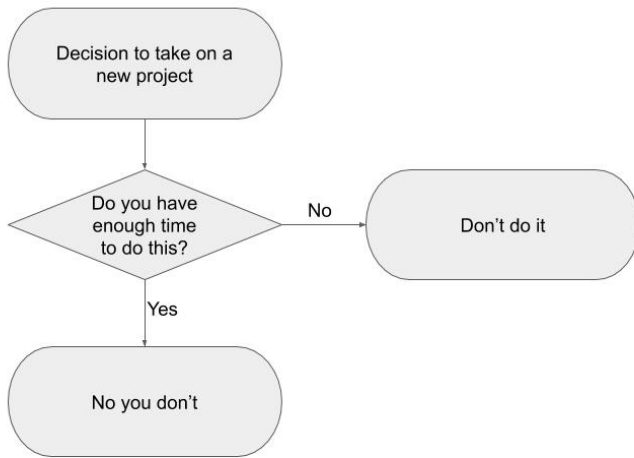 Decision to take on a
new project
Do you have
enough time
to do this?
No
Don't do it
Yes
No you don't